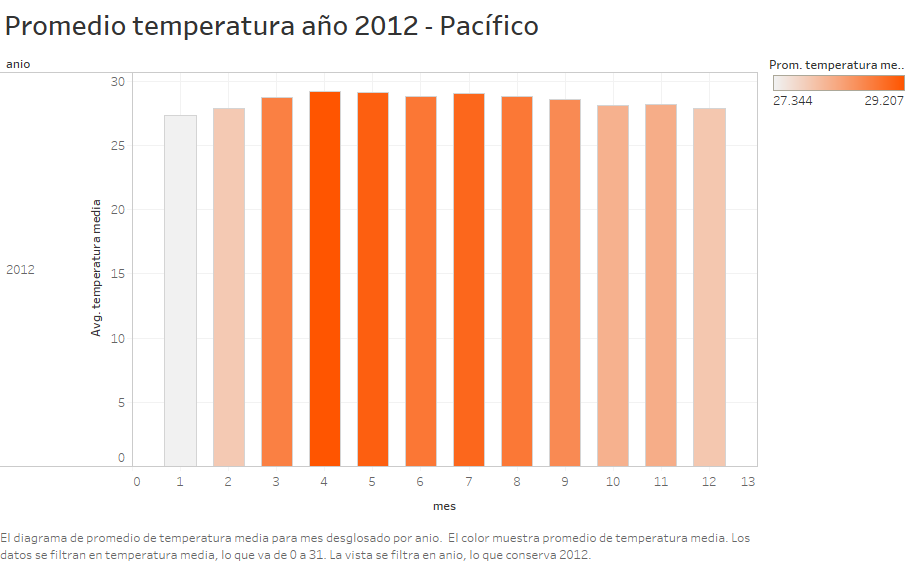 Promedio temperatura año 2012 - Pacífico
anio
Prom. temperatura me..
27.344 29.207
30
25
20
15
10
5
0
Avg. temperatura media
2012
0 1 2 3 4 5 6 7 8 9 10 11 12 13
mes
El diagrama de promedio de temperatura media para mes desglosado por anio. El color muestra promedio de temperatura media. Los
datos se filtran en temperatura media, lo que va de 0 a 31. La vista se filtra en anio, lo que conserva 2012.